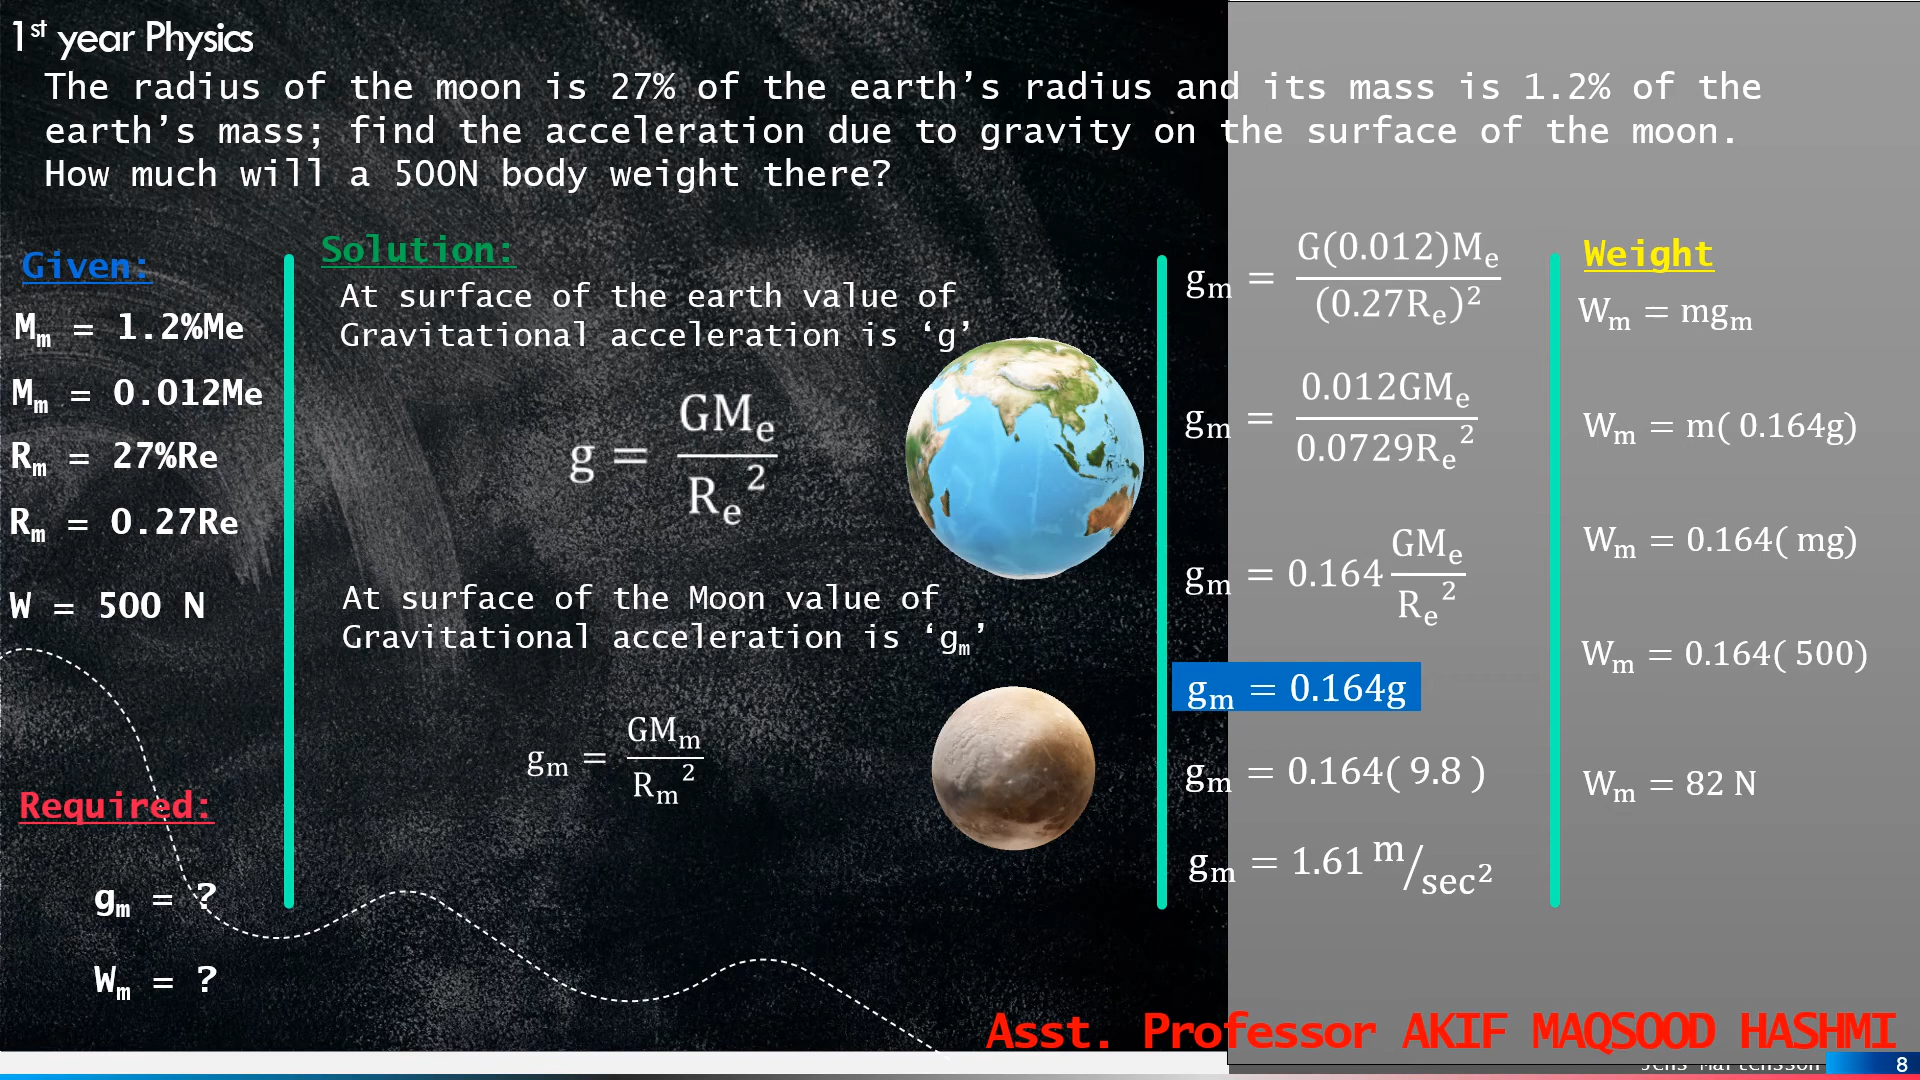 1st year Physics
The radius of the moon is 27% of the earth’s radius and its mass is 1.2% of the
earth’s mass; find the acceleration due to gravity on the surface of the moon.
How much will a 500N body weight there?
Given:
Mm = 1.2%Me
Mm = 0.012Me
Rm = 27%Re
Rm = 0.27Re
W = 500 N
Required:
gm = ?
Wm = ?
Solution:
At surface of the earth value of
Gravitational acceleration is ‘g’
g = GMe/Re²
At surface of the Moon value of
Gravitational acceleration is ‘gm’
gm = GMm/Rm²
gm = G(0.012)Me/(0.27Re)²
gm = 0.012GMe/0.0729Re²
gm = 0.164 GMe/Re²
gm = 0.164g
gm = 0.164( 9.8 )
gm = 1.61 m/sec²
Weight
Wm = mgm
Wm = m( 0.164g)
Wm = 0.164( mg)
Wm = 0.164( 500)
Wm = 82 N
Asst. Professor AKIF MAQSOOD HASHMI
Jens Martensson
8